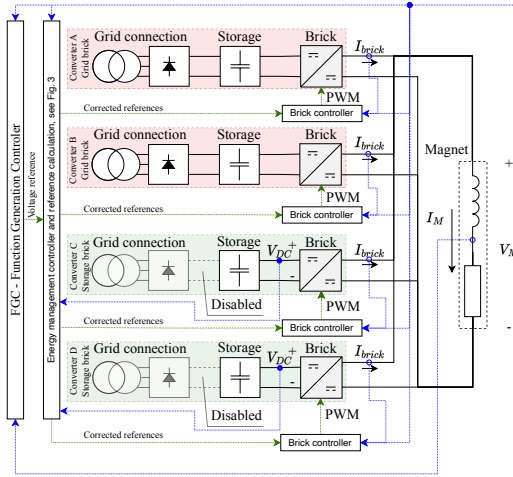 FGC - Function Generation Controler
Voltage reference
Energy management controller and reference calculation, see Fig. 3
Converter A
Grid brick
Grid connection
Storage
Brick
I_brick
Corrected references
PWM
Brick controller
Converter B
Grid brick
Grid connection
Storage
Brick
I_brick
Corrected references
PWM
Brick controller
Converter C
Storage brick
Grid connection
Storage
V_DC
+
-
Brick
I_brick
Disabled
Corrected references
PWM
Brick controller
Converter D
Storage brick
Grid connection
Storage
V_DC
+
-
Brick
I_brick
Disabled
Corrected references
PWM
Brick controller
Magnet
+
I_M
V_M
-